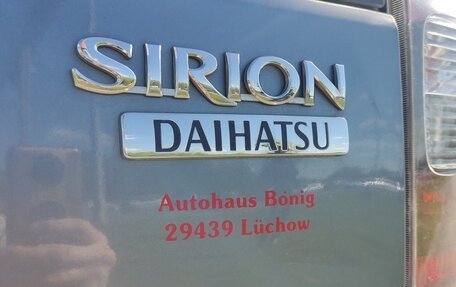 SIRION
DAIHATSU
Autohaus Bönig
29439 Lüchow